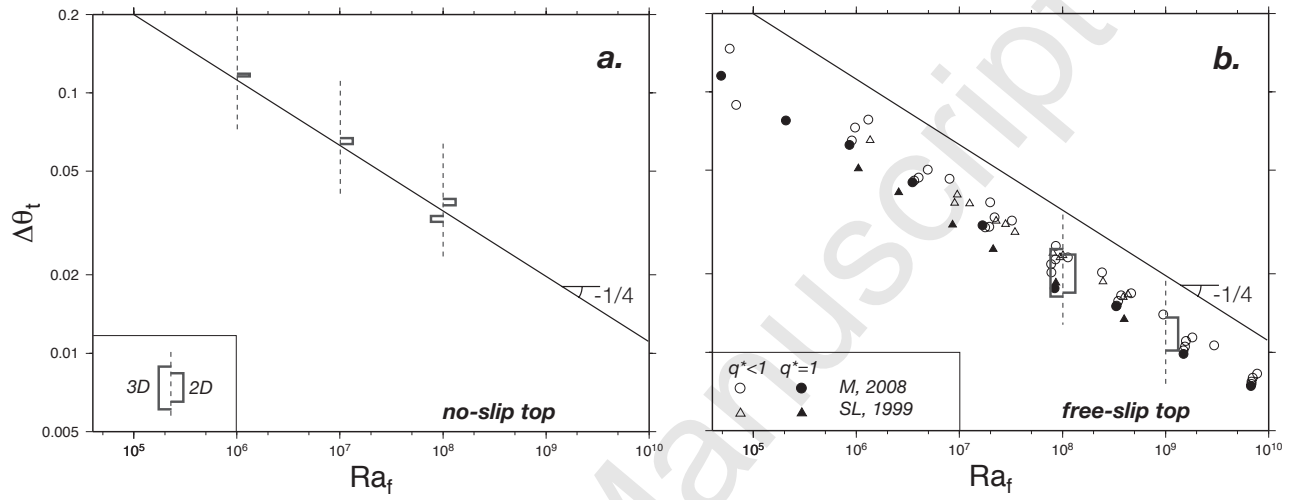 a.
0.2
0.1
0.05
0.02
0.01
0.005
Δθt
-1/4
3D
2D
no-slip top
10⁵
10⁶
10⁷
10⁸
10⁹
10¹⁰
Raf
b.
-1/4
q*<1 q*=1
M, 2008
SL, 1999
free-slip top
10⁵
10⁶
10⁷
10⁸
10⁹
10¹⁰
Raf
Manuscript